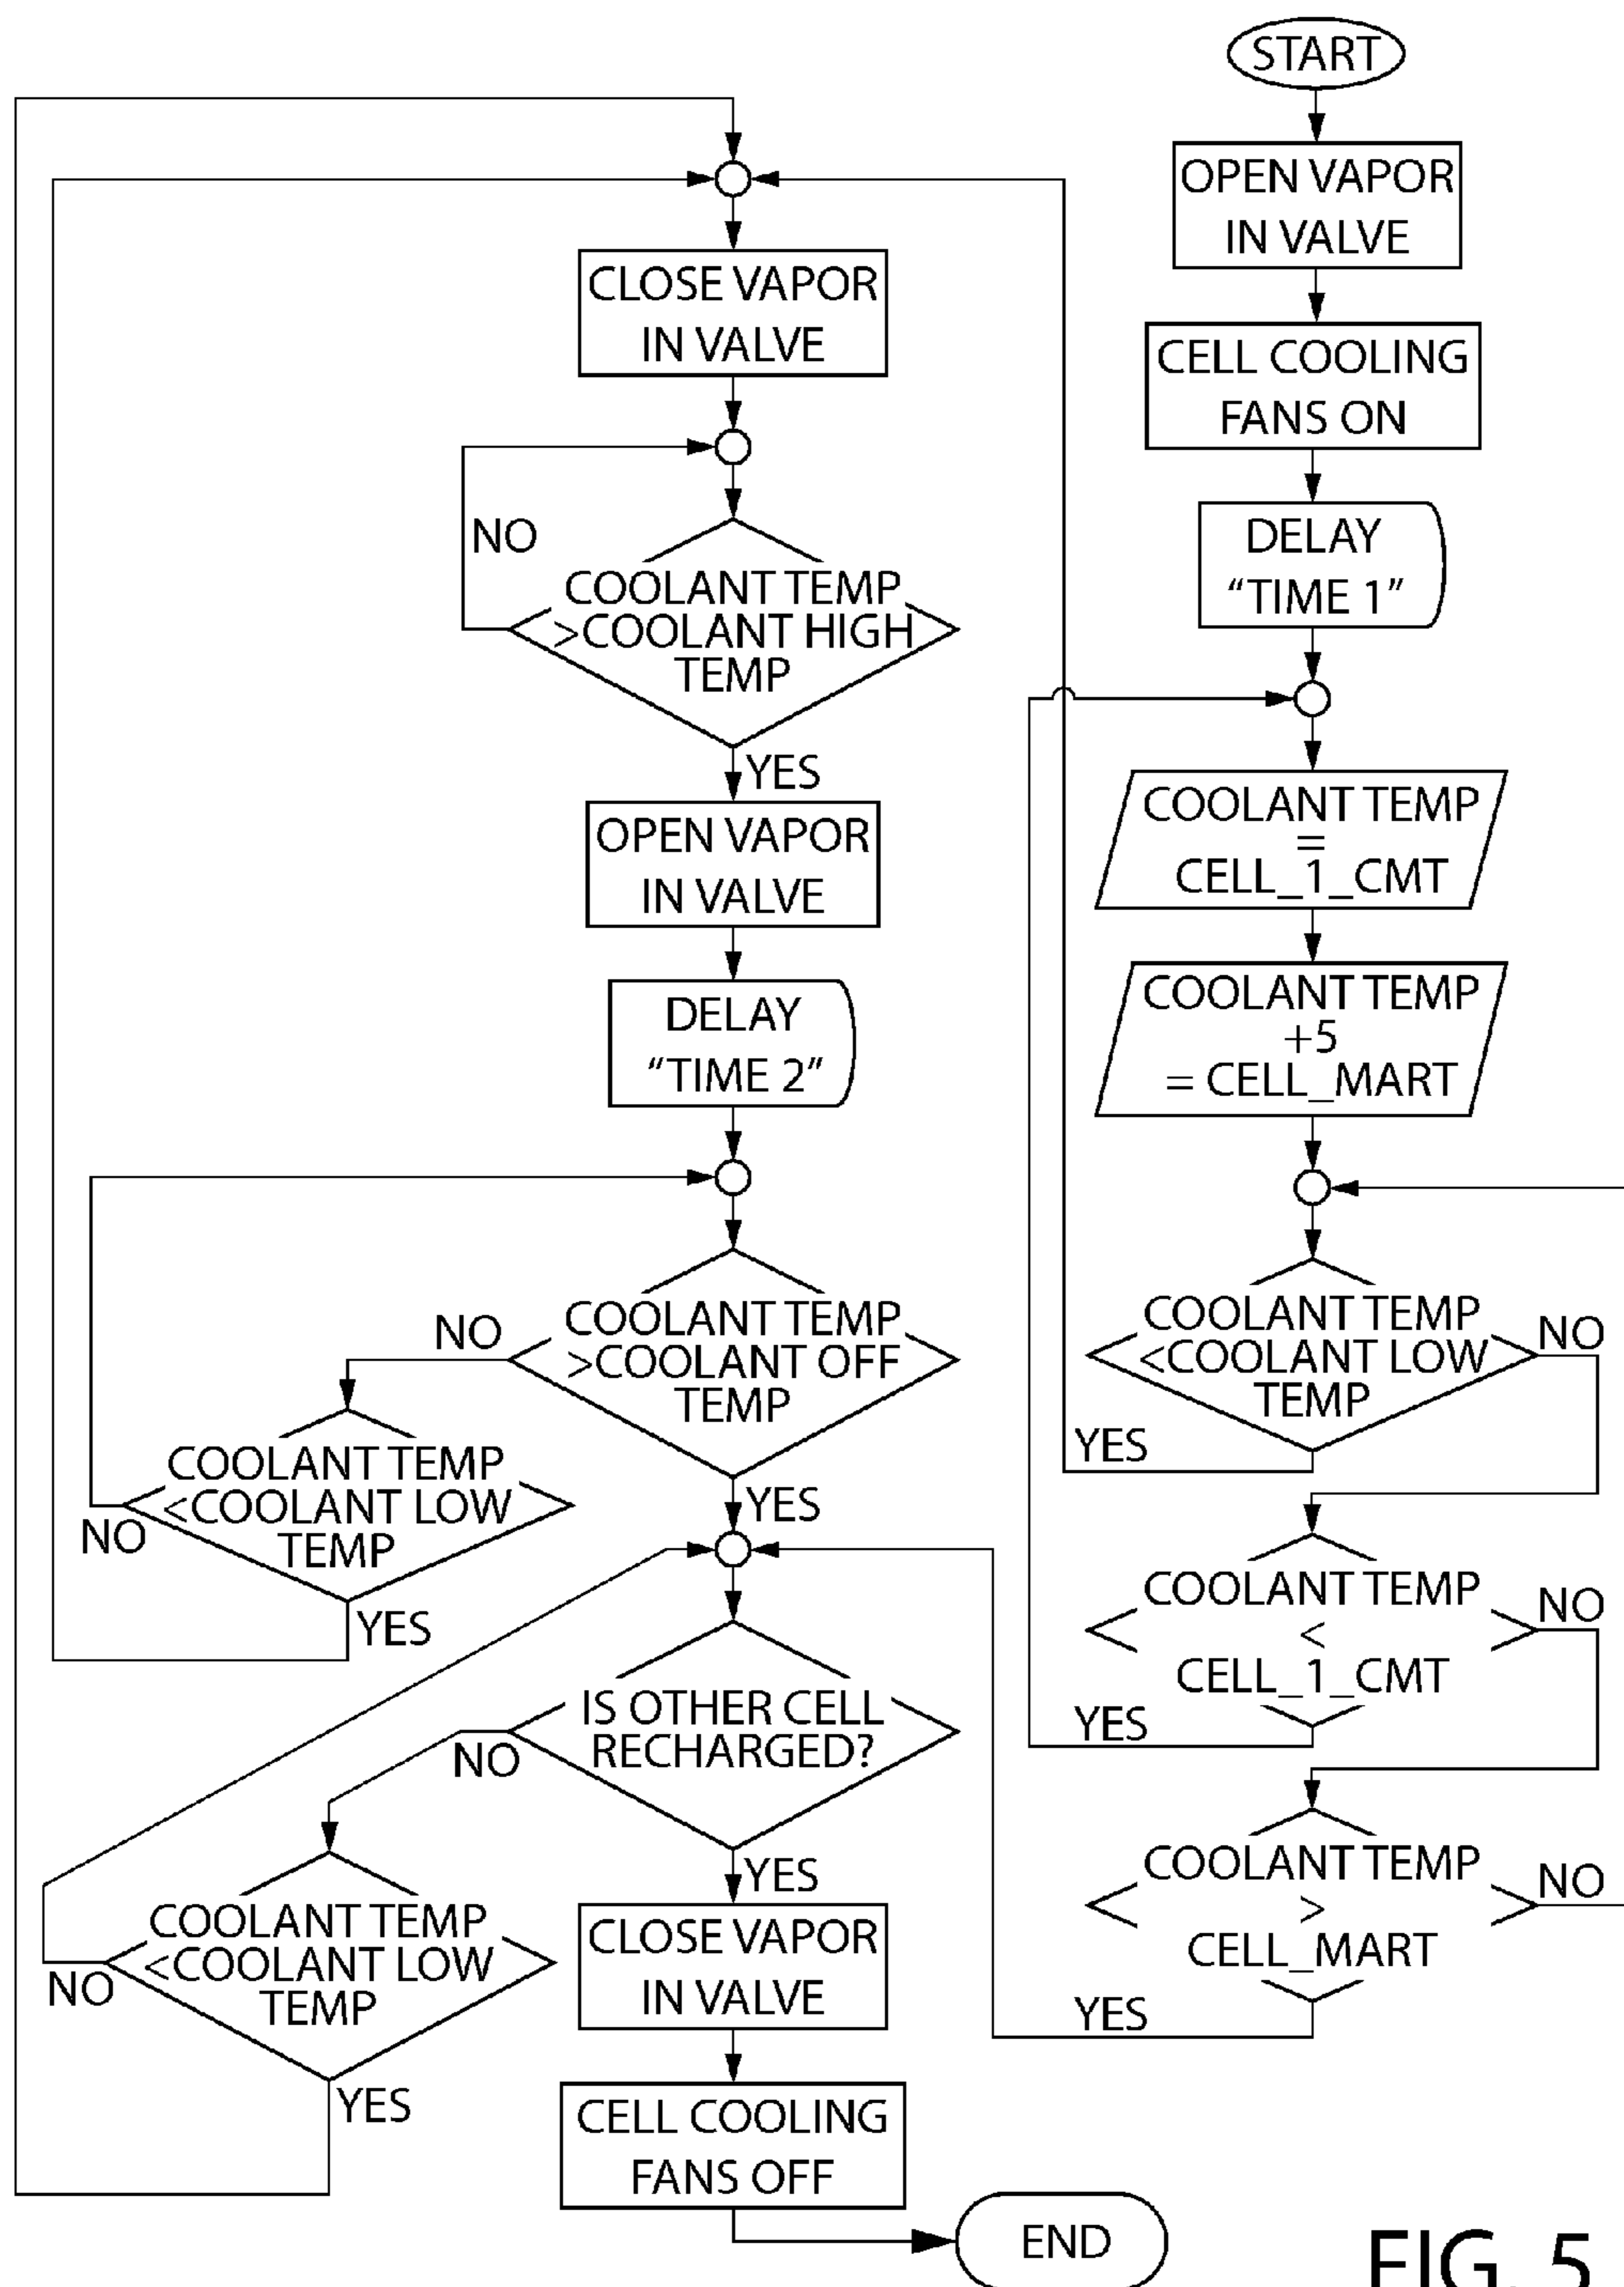 START
OPEN VAPOR
IN VALVE
CELL COOLING
FANS ON
DELAY
“TIME 1”
COOLANT TEMP
=
CELL_1_CMT
COOLANT TEMP
+5
= CELL_MART
COOLANT TEMP
<COOLANT LOW
TEMP
NO
YES
COOLANT TEMP
<
CELL_1_CMT
NO
YES
COOLANT TEMP
>
CELL_MART
NO
YES
CLOSE VAPOR
IN VALVE
NO
COOLANT TEMP
>COOLANT HIGH
TEMP
YES
OPEN VAPOR
IN VALVE
DELAY
“TIME 2”
COOLANT TEMP
>COOLANT OFF
TEMP
NO
YES
COOLANT TEMP
<COOLANT LOW
TEMP
NO
YES
IS OTHER CELL
RECHARGED?
NO
YES
COOLANT TEMP
<COOLANT LOW
TEMP
NO
YES
CLOSE VAPOR
IN VALVE
CELL COOLING
FANS OFF
END
FIG. 5